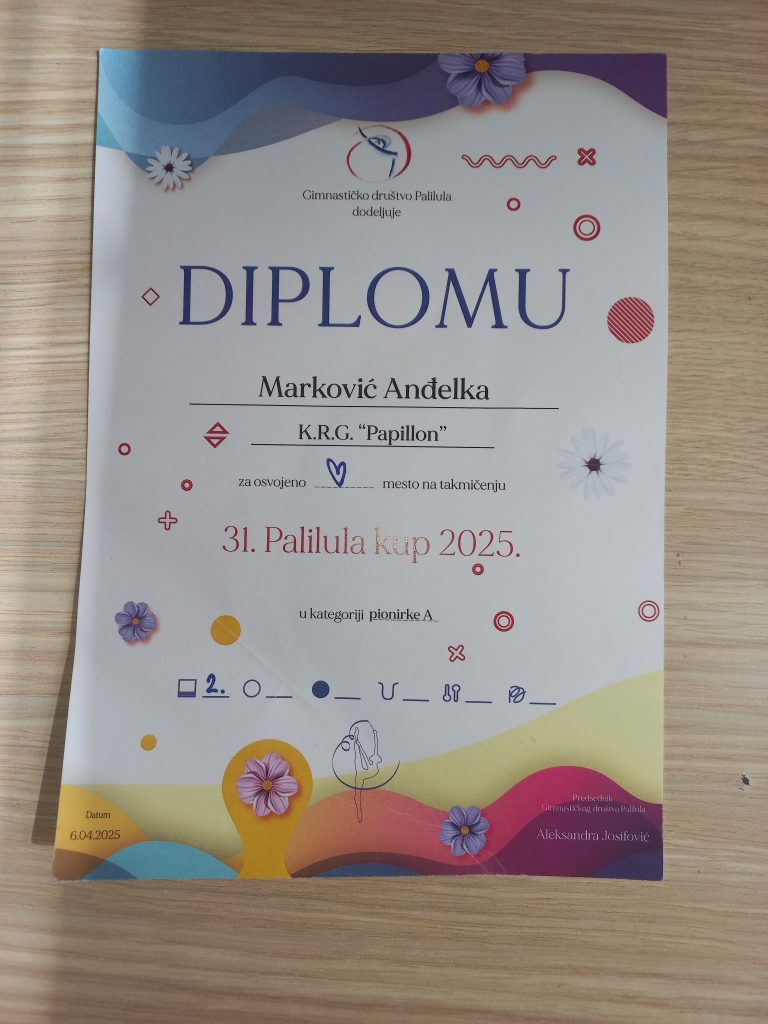 Gimnastičko društvo Palilula
dodeljuje
DIPLOMU
Marković Anđelka
K.R.G. “Papillon”
za osvojeno mesto na takmičenju
31. Palilula kup 2025.
u kategoriji pionirke A
2.
Datum
6.04.2025
Predsednik
Gimnastičkog društva Palilula
Aleksandra Josifović